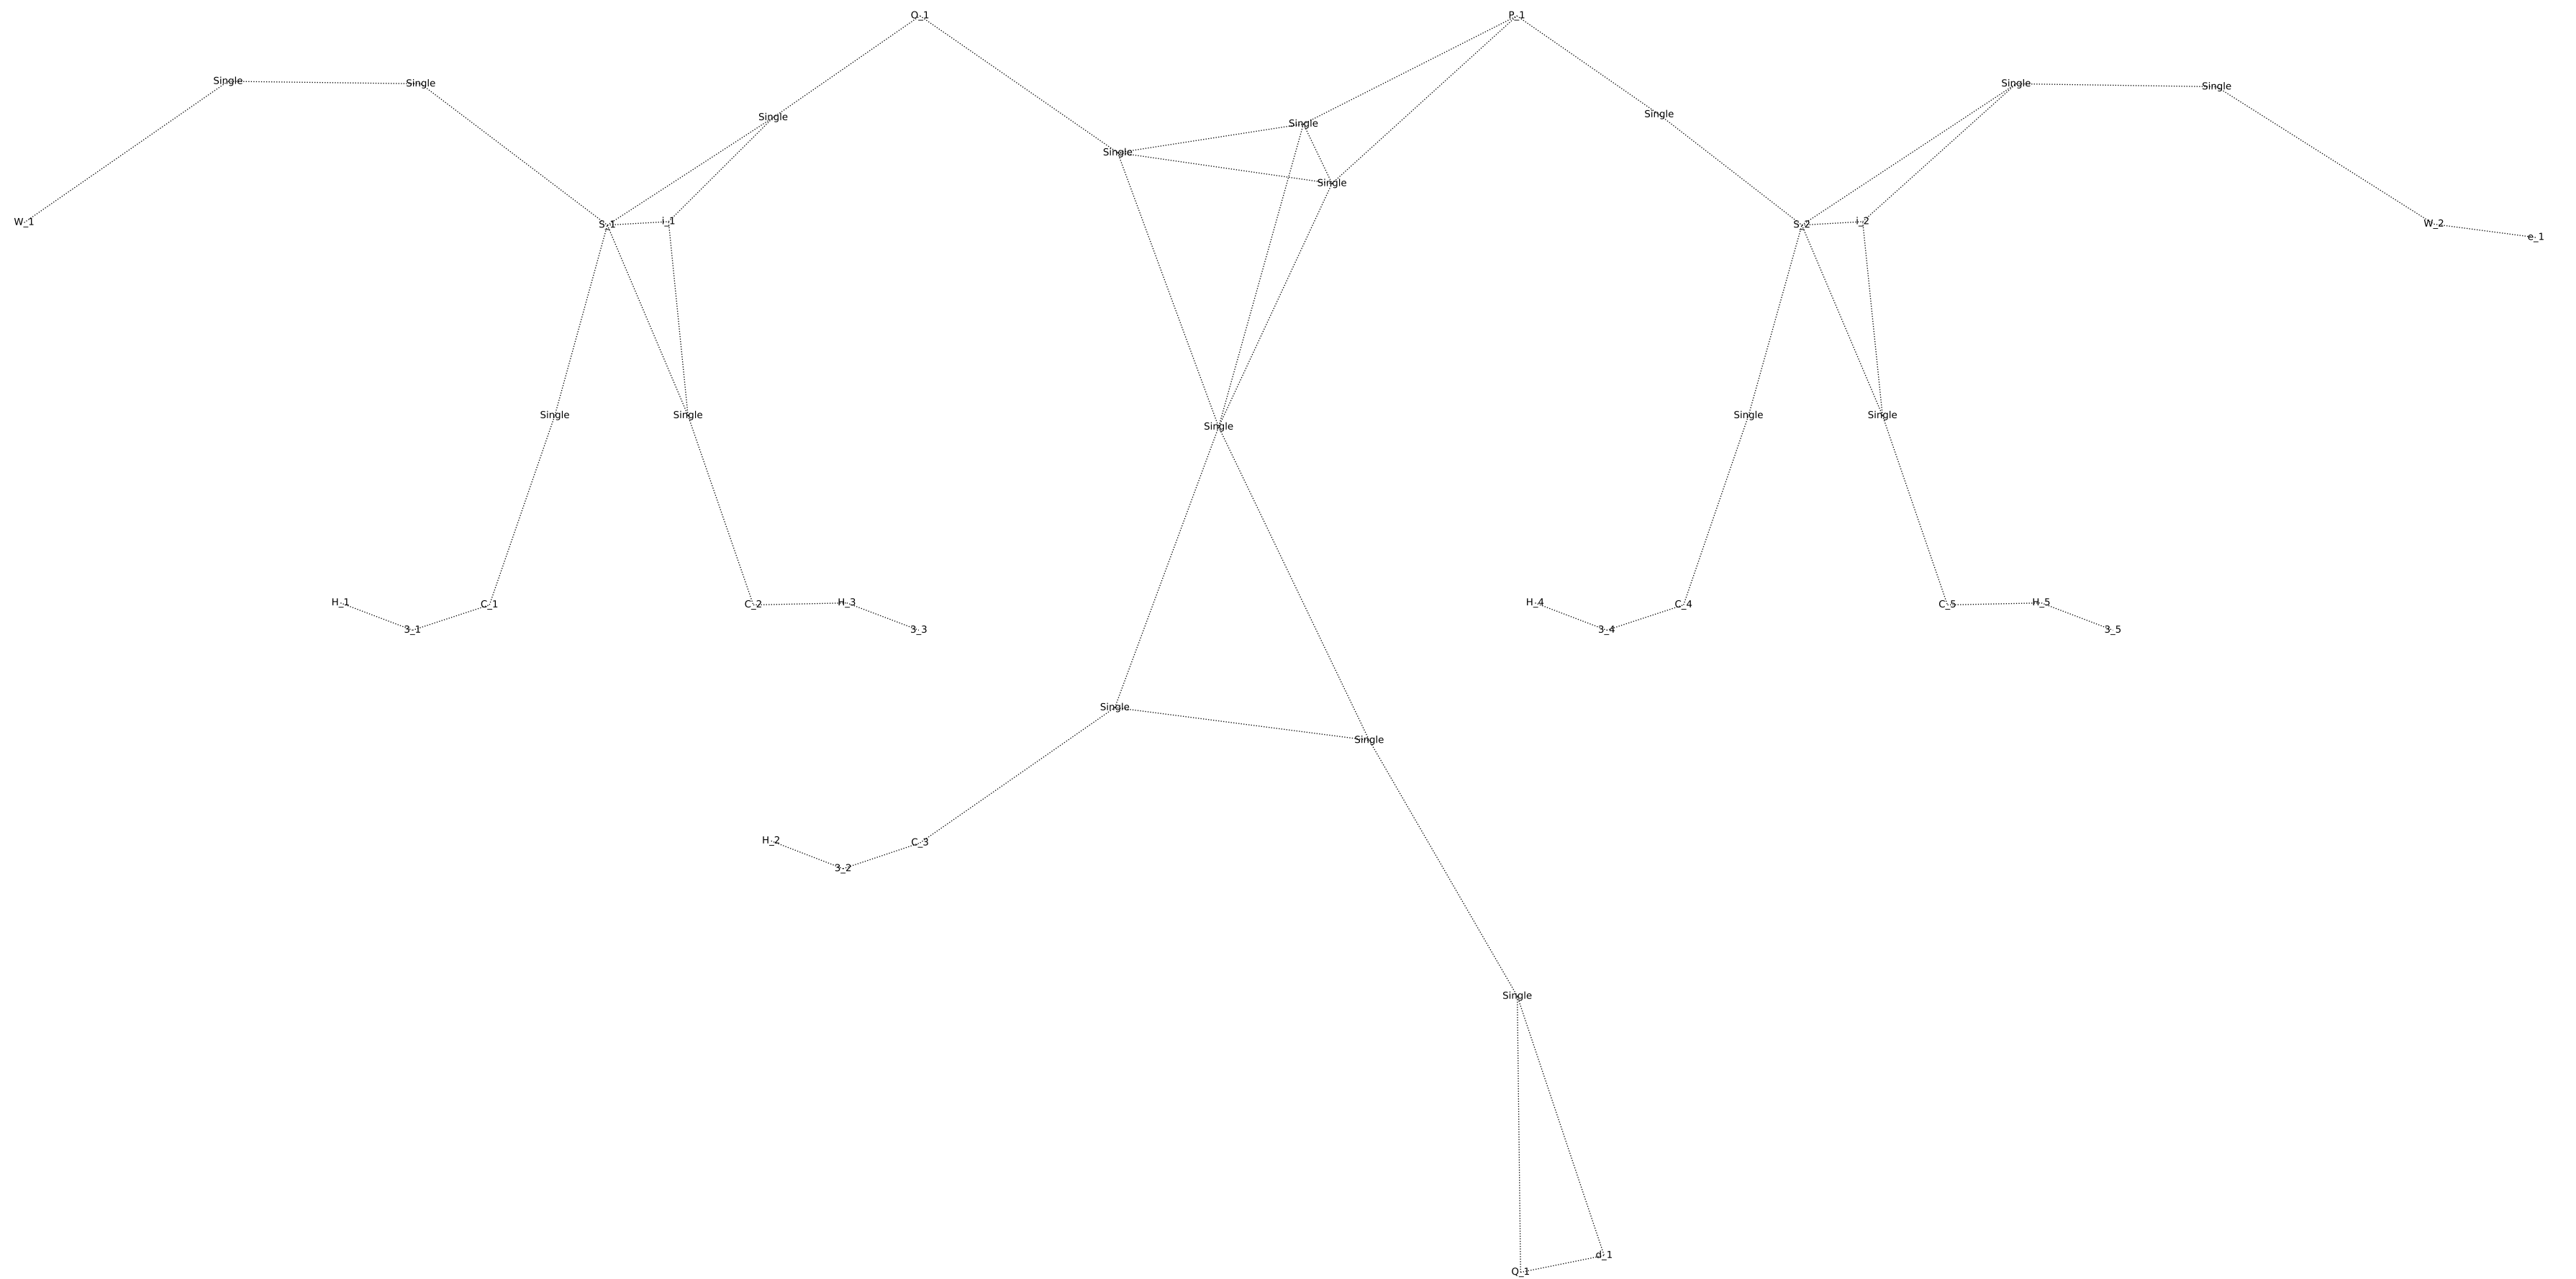 O_1 P_1
Single Single Single Single
Single Single Single
Single
Single
W_1 S_1 i_1 S_2 i_2 W_2
e_1
Single Single Single Single
Single
H_1 C_1 C_2 H_3 H_4 C_4 C_5 H_5
3_1 3_3 3_4 3_5
Single
Single
H_2 C_3
3_2
Single
d_1
Q_1